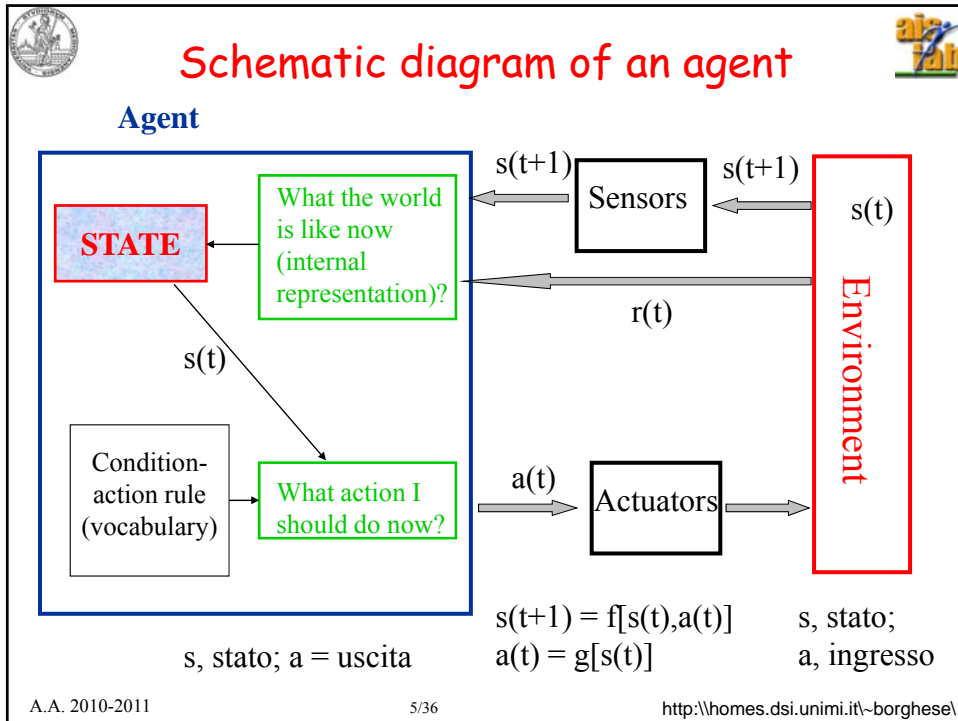 Schematic diagram of an agent
ais
lab
Agent
What the world
is like now
(internal
representation)?
STATE
s(t)
Condition-
action rule
(vocabulary)
What action I
should do now?
s(t+1)
Sensors
s(t+1)
s(t)
r(t)
Environment
a(t)
Actuators
s(t+1) = f[s(t),a(t)]
a(t) = g[s(t)]
s, stato; a = uscita
s, stato;
a, ingresso
A.A. 2010-2011
5/36
http:\\homes.dsi.unimi.it\~borghese\